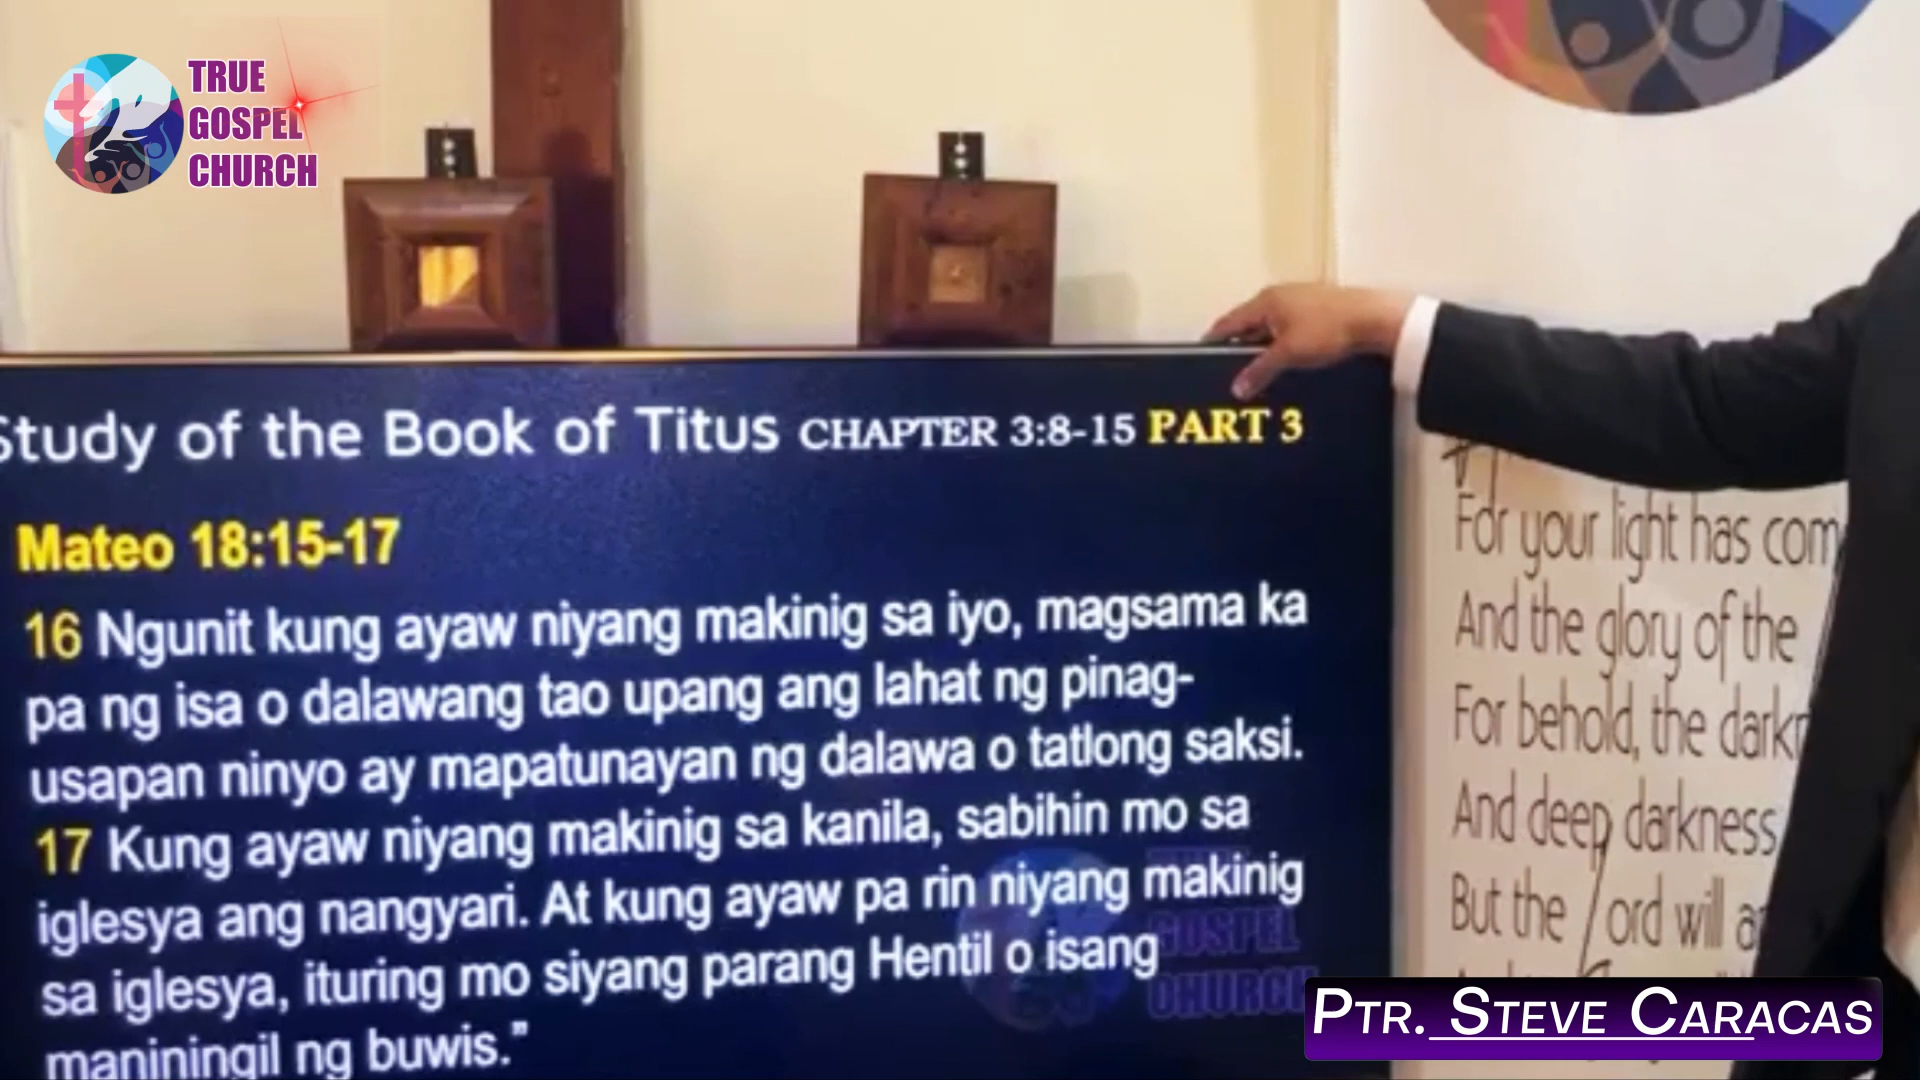 TRUE
GOSPEL
CHURCH
Study of the Book of Titus CHAPTER 3:8-15 PART 3
Mateo 18:15-17
16 Ngunit kung ayaw niyang makinig sa iyo, magsama ka
pa ng isa o dalawang tao upang ang lahat ng pinag-
usapan ninyo ay mapatunayan ng dalawa o tatlong saksi.
17 Kung ayaw niyang makinig sa kanila, sabihin mo sa
iglesya ang nangyari. At kung ayaw pa rin niyang makinig
sa iglesya, ituring mo siyang parang Hentil o isang
maniningil ng buwis.”
GOSPEL
CHURCH
For your light has com
And the glory of the
For behold, the dark
And deep darkness
But the Lord will a
PTR. STEVE CARACAS